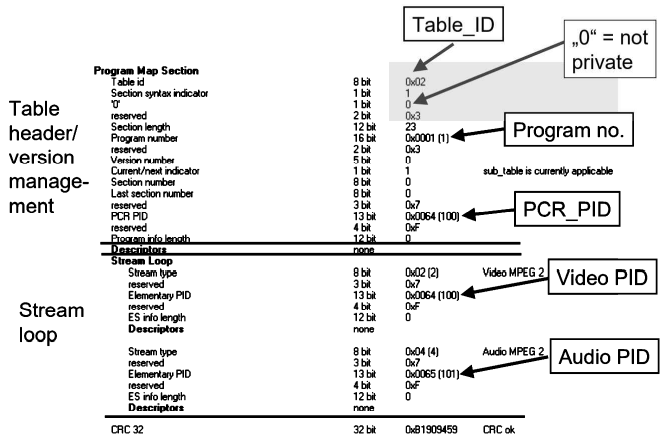 Table_ID
„0“ = not
private
Program Map Section
Table id 8 bit 0x02
Section syntax indicator 1 bit 1
'0' 1 bit 0
reserved 2 bit 0x3
Section length 12 bit 23
Program number 16 bit 0x0001 (1)
reserved 2 bit 0x3
Version number 5 bit 0
Current/next indicator 1 bit 1 sub_table is currently applicable
Section number 8 bit 0
Last section number 8 bit 0
reserved 3 bit 0x7
PCR PID 13 bit 0x0064 (100)
reserved 4 bit 0xF
Program info length 12 bit 0
Descriptors none
Table
header/
version
manage-
ment
Program no.
PCR_PID
Stream Loop
Stream type 8 bit 0x02 (2) Video MPEG 2
reserved 3 bit 0x7
Elementary PID 13 bit 0x0064 (100)
reserved 4 bit 0xF
ES info length 12 bit 0
Descriptors none
Video PID
Stream
loop
Stream type 8 bit 0x04 (4) Audio MPEG 2
reserved 3 bit 0x7
Elementary PID 13 bit 0x0065 (101)
reserved 4 bit 0xF
ES info length 12 bit 0
Descriptors none
Audio PID
CRC 32 32 bit 0xB1909459 CRC ok